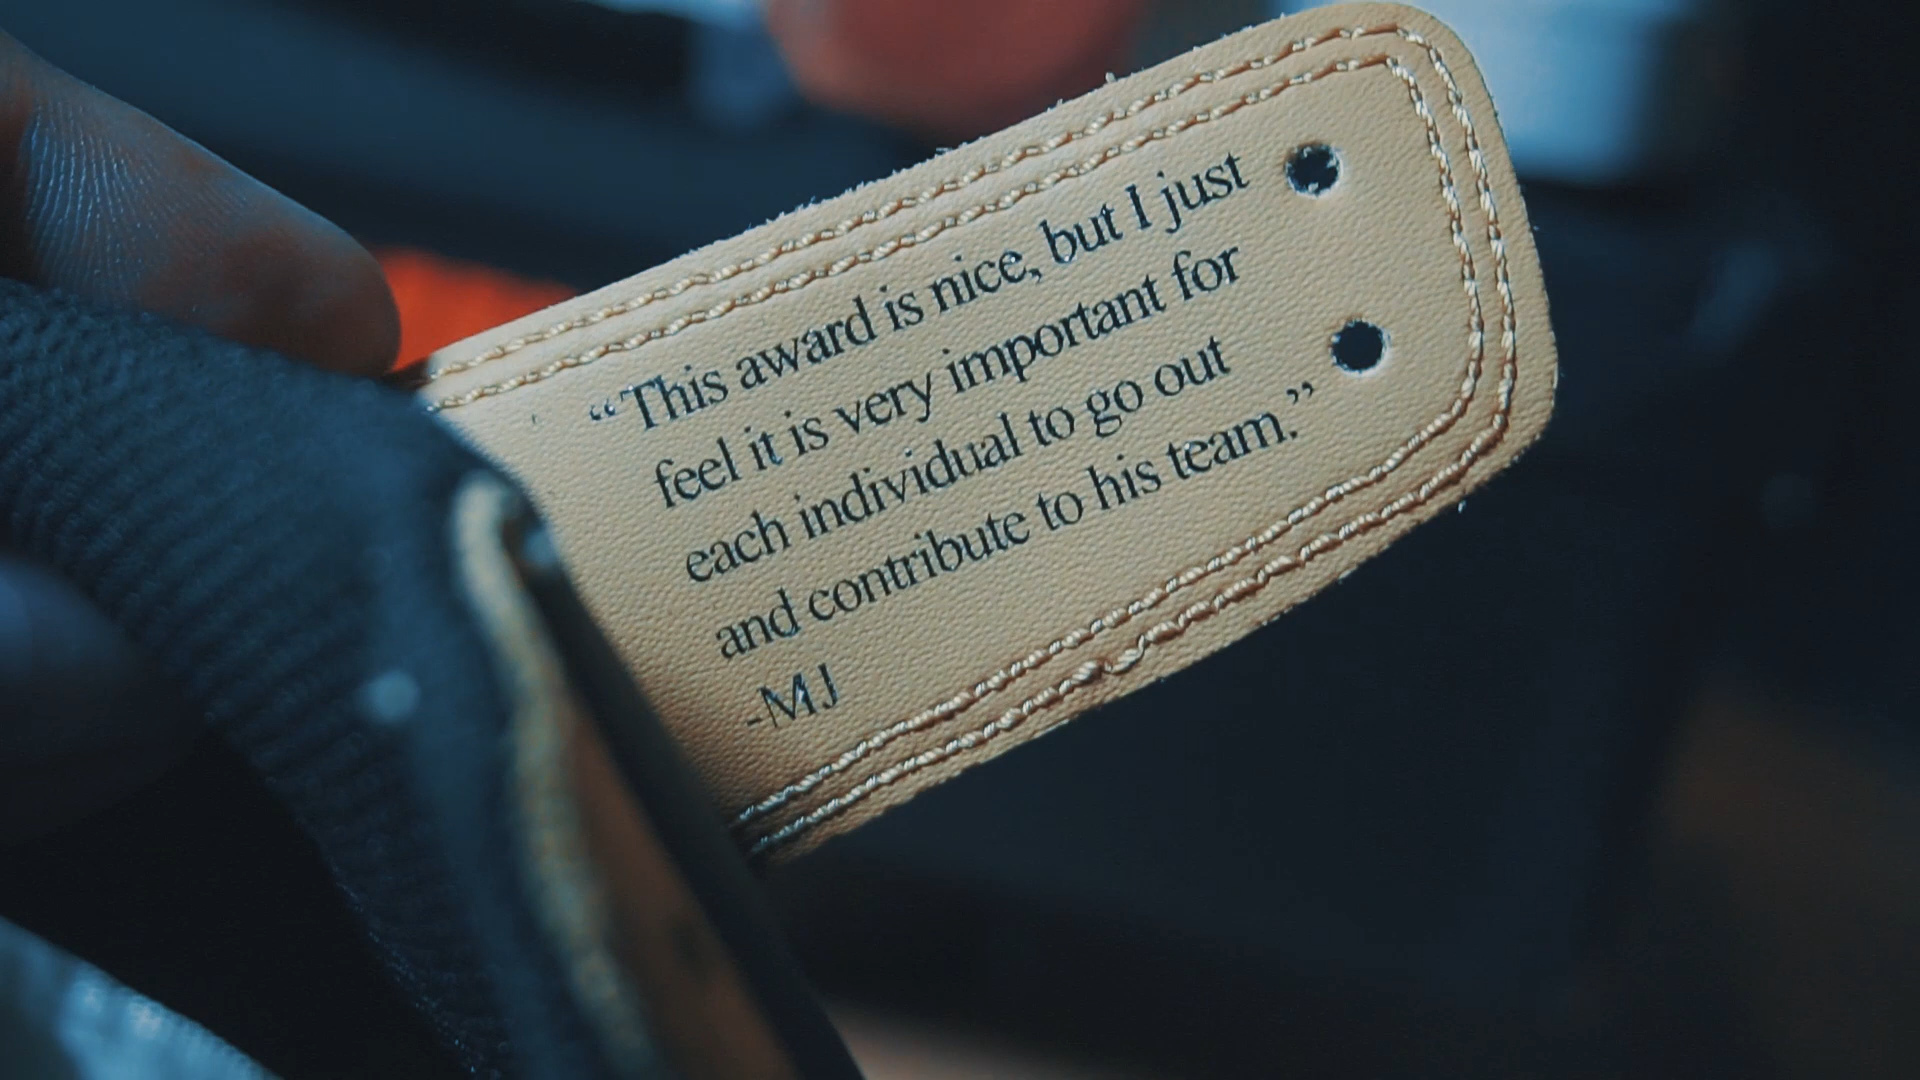 “This award is nice, but I just
feel it is very important for
each individual to go out
and contribute to his team.”
-MJ